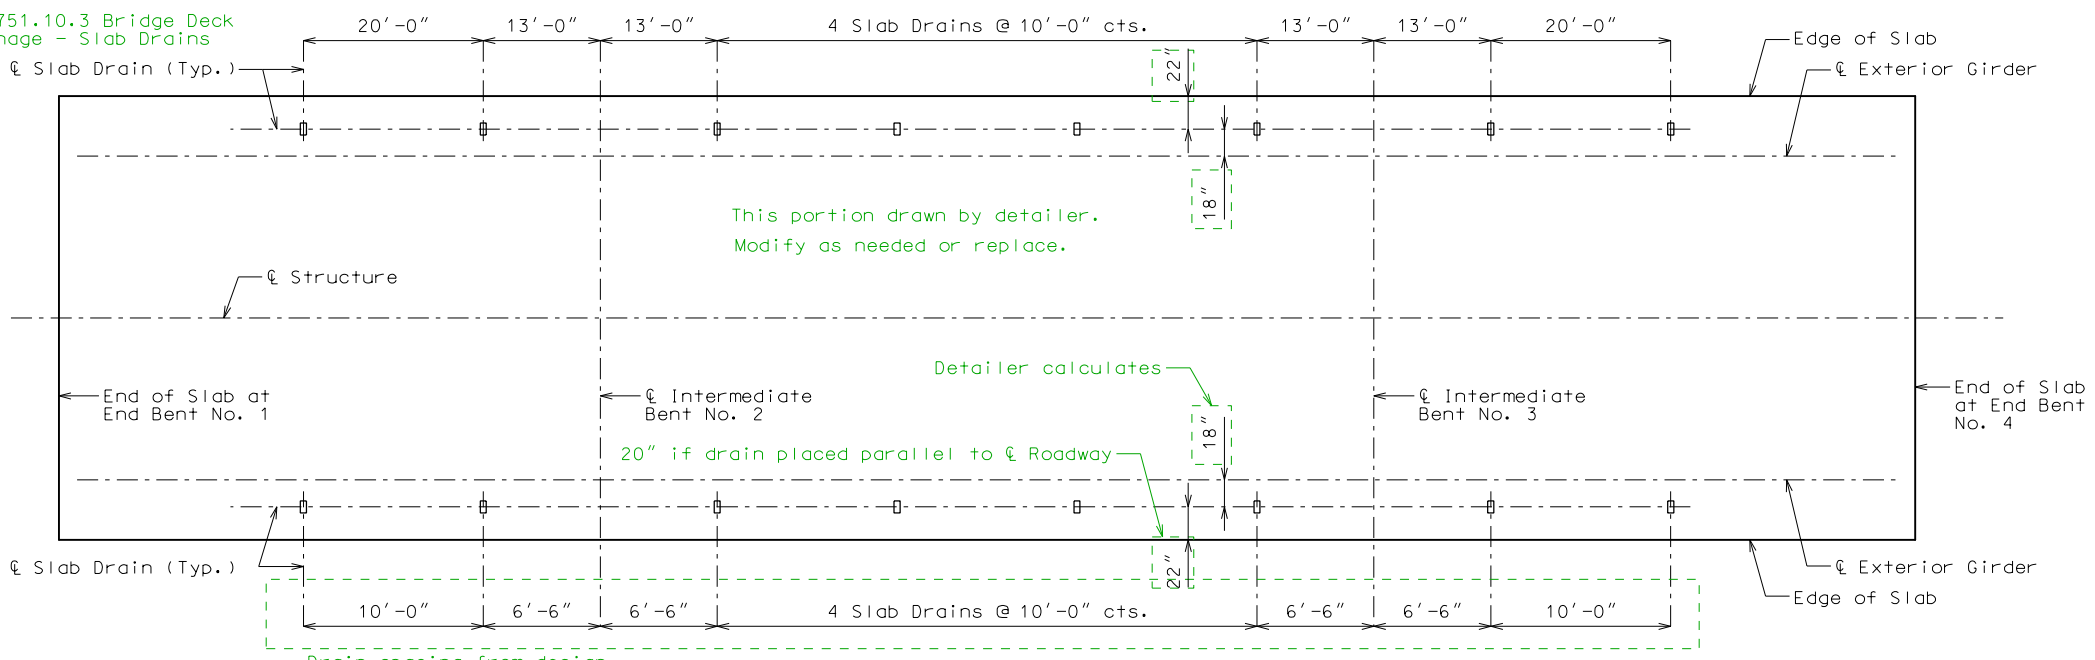 751.10.3 Bridge Deck
nage - Slab Drains
20'-0" 13'-0" 13'-0" 4 Slab Drains @ 10'-0" cts. 13'-0" 13'-0" 20'-0"
Edge of Slab
℄ Slab Drain (Typ.)
22"
℄ Exterior Girder
18"
This portion drawn by detailer.
Modify as needed or replace.
℄ Structure
Detailer calculates
End of Slab at
End Bent No. 1
℄ Intermediate
Bent No. 2
℄ Intermediate
Bent No. 3
End of Slab
at End Bent
No. 4
18"
20" if drain placed parallel to ℄ Roadway
℄ Slab Drain (Typ.)
22"
℄ Exterior Girder
Edge of Slab
10'-0" 6'-6" 6'-6" 4 Slab Drains @ 10'-0" cts. 6'-6" 6'-6" 10'-0"
Drain spacing from design